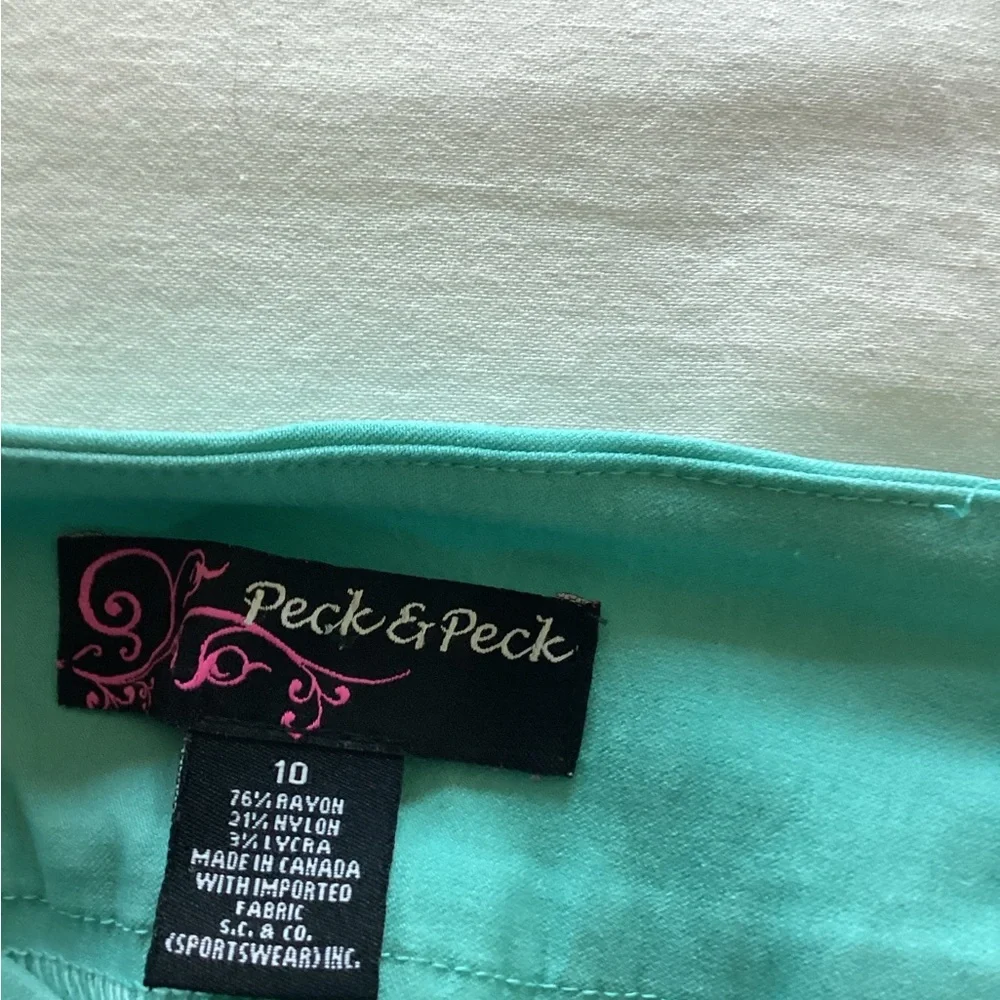 Peck & Peck
10
76% RAYON
21% NYLON
3% LYCRA
MADE IN CANADA
WITH IMPORTED
FABRIC
S.C. & CO.
(SPORTSWEAR) INC.